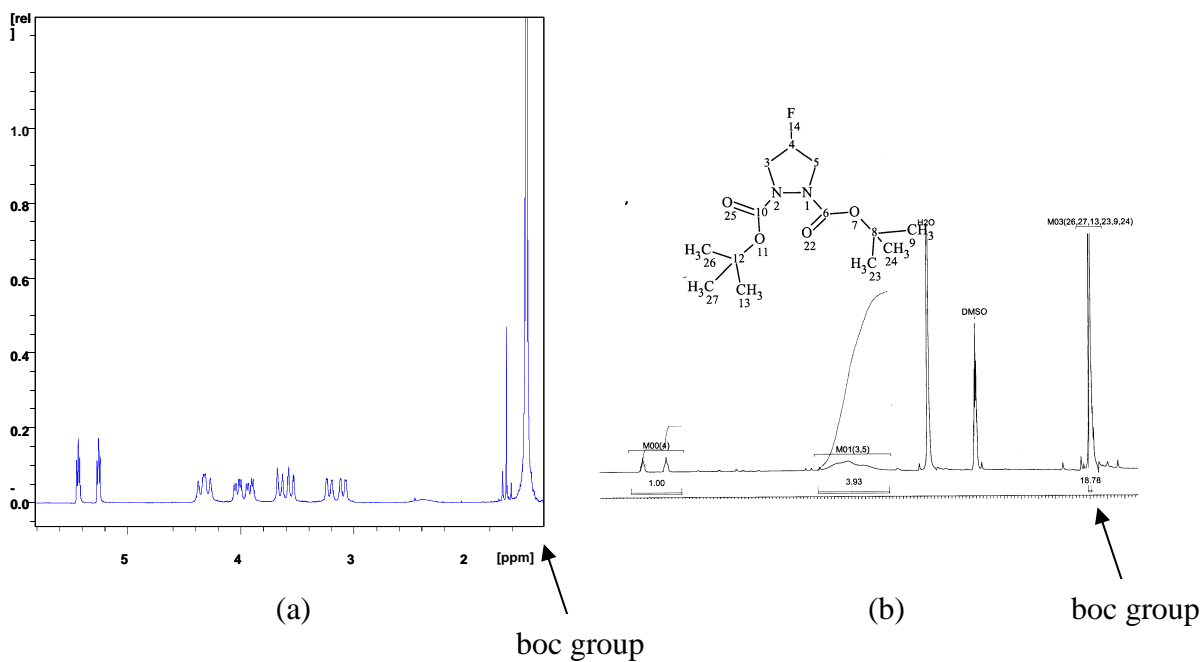 [rel
]
1.0
0.8
0.6
0.4
0.2
-
0.0
5
4
3
2
[ppm]
(a)
boc group
F
14
4
3
5
N
N
2
1
O
25
10
6
O
7
O
22
O
11
8
CH3
9
H3C
26
12
CH3
24
H3C
23
H3C
27
CH3
13
H2O
M03(26,27,13,23,9,24)
DMSO
M00(4)
M01(3,5)
1.00
3.93
18.78
(b)
boc group